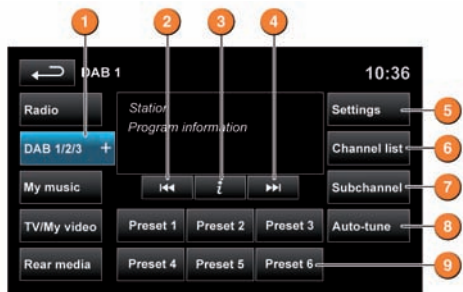 1 2 3 4
DAB 1 10:36
Radio Station Settings 5
Program information
DAB 1/2/3 + Channel list 6
My music i Subchannel 7
TV/My video Preset 1 Preset 2 Preset 3 Auto-tune 8
Rear media Preset 4 Preset 5 Preset 6 9